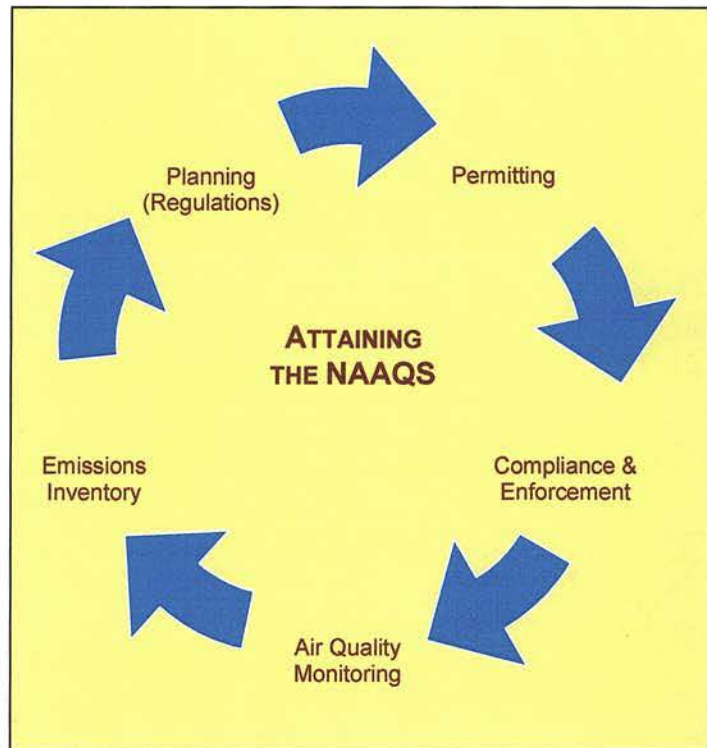 Planning
(Regulations)
Permitting
ATTAINING
THE NAAQS
Emissions
Inventory
Compliance &
Enforcement
Air Quality
Monitoring